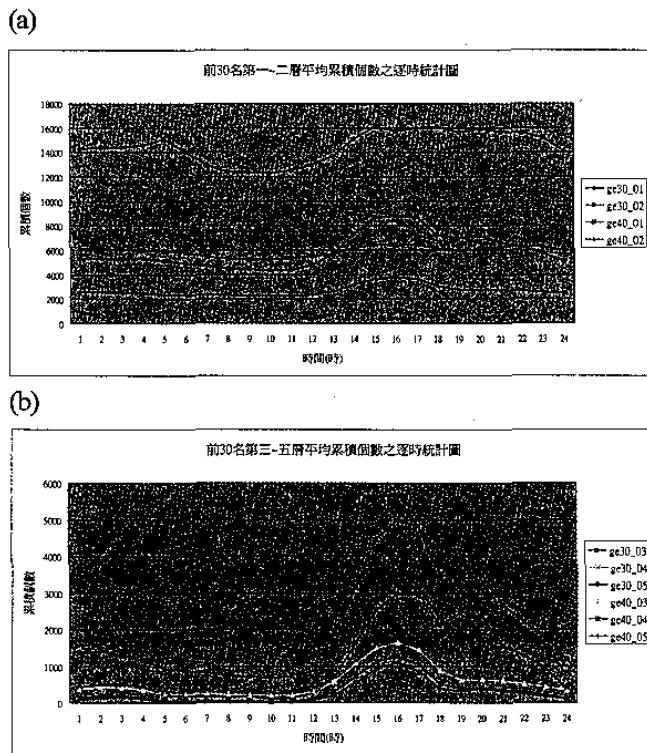 (a)
前30名第一~二層平均累積個數之逐時統計圖
18000
16000
14000
12000
10000
8000
6000
4000
2000
0
累積個數
1 2 3 4 5 6 7 8 9 10 11 12 13 14 15 16 17 18 19 20 21 22 23 24
時間(時)
ge30_01
ge30_02
ge40_01
ge40_02
(b)
前30名第三~五層平均累積個數之逐時統計圖
6000
5000
4000
3000
2000
1000
0
累積個數
1 2 3 4 5 6 7 8 9 10 11 12 13 14 15 16 17 18 19 20 21 22 23 24
時間(時)
ge30_03
ge30_04
ge30_05
ge40_03
ge40_04
ge40_05